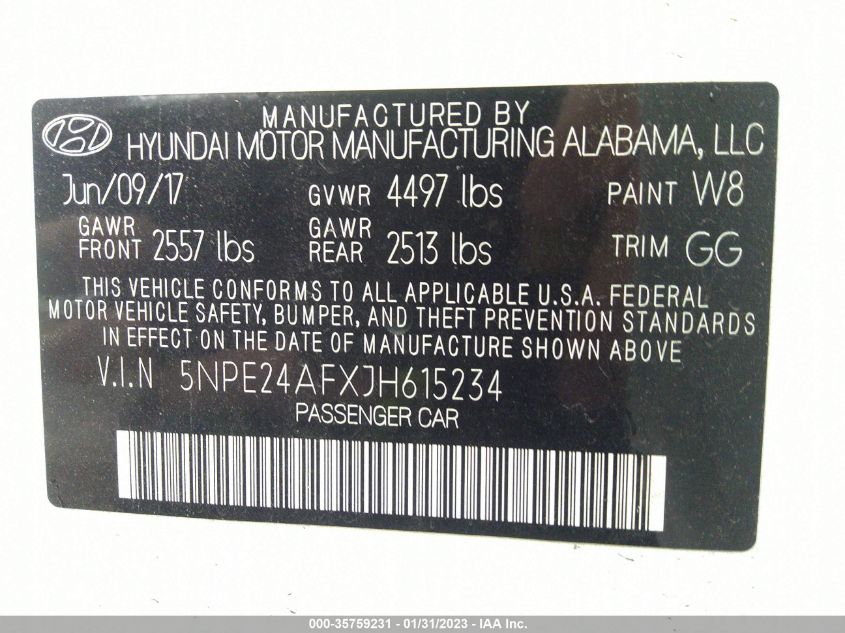 MANUFACTURED BY
HYUNDAI MOTOR MANUFACTURING ALABAMA, LLC
Jun/09/17 GVWR 4497 lbs PAINT W8
GAWR FRONT 2557 lbs GAWR REAR 2513 lbs TRIM GG
THIS VEHICLE CONFORMS TO ALL APPLICABLE U.S.A. FEDERAL
MOTOR VEHICLE SAFETY, BUMPER, AND THEFT PREVENTION STANDARDS
IN EFFECT ON THE DATE OF MANUFACTURE SHOWN ABOVE
V.I.N 5NPE24AFXJH615234
PASSENGER CAR
000-35759231 - 01/31/2023 - IAA Inc.